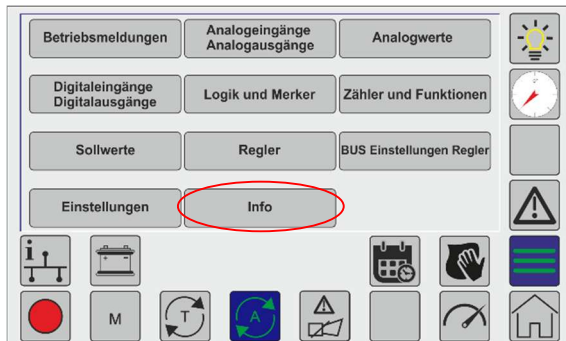 Betriebsmeldungen
Analogeingänge
Analogausgänge
Analogwerte
Digitaleingänge
Digitalausgänge
Logik und Merker
Zähler und Funktionen
Sollwerte
Regler
BUS Einstellungen Regler
Einstellungen
Info
i
M
T
A